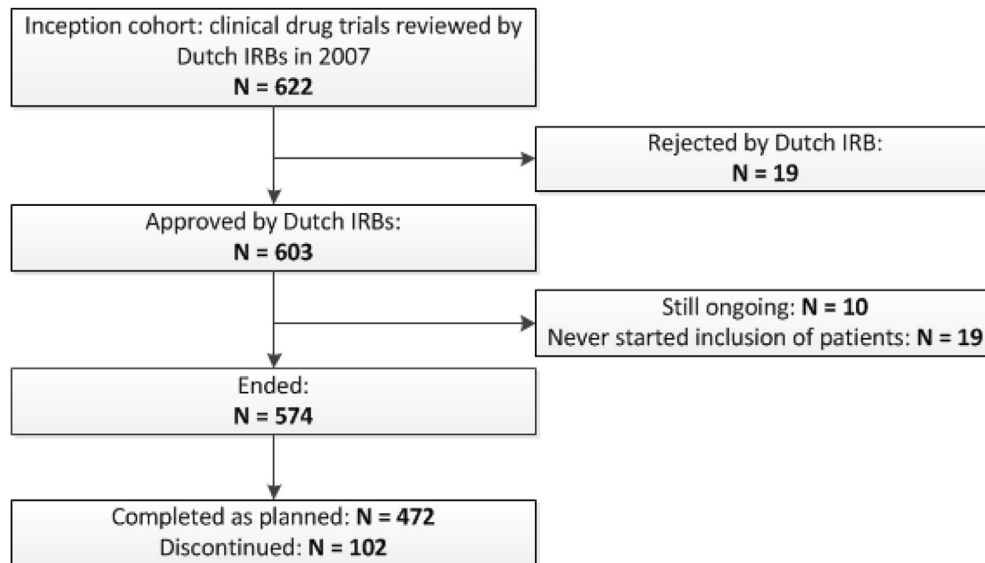 Inception cohort: clinical drug trials reviewed by
Dutch IRBs in 2007
N = 622
Rejected by Dutch IRB:
N = 19
Approved by Dutch IRBs:
N = 603
Still ongoing: N = 10
Never started inclusion of patients: N = 19
Ended:
N = 574
Completed as planned: N = 472
Discontinued: N = 102